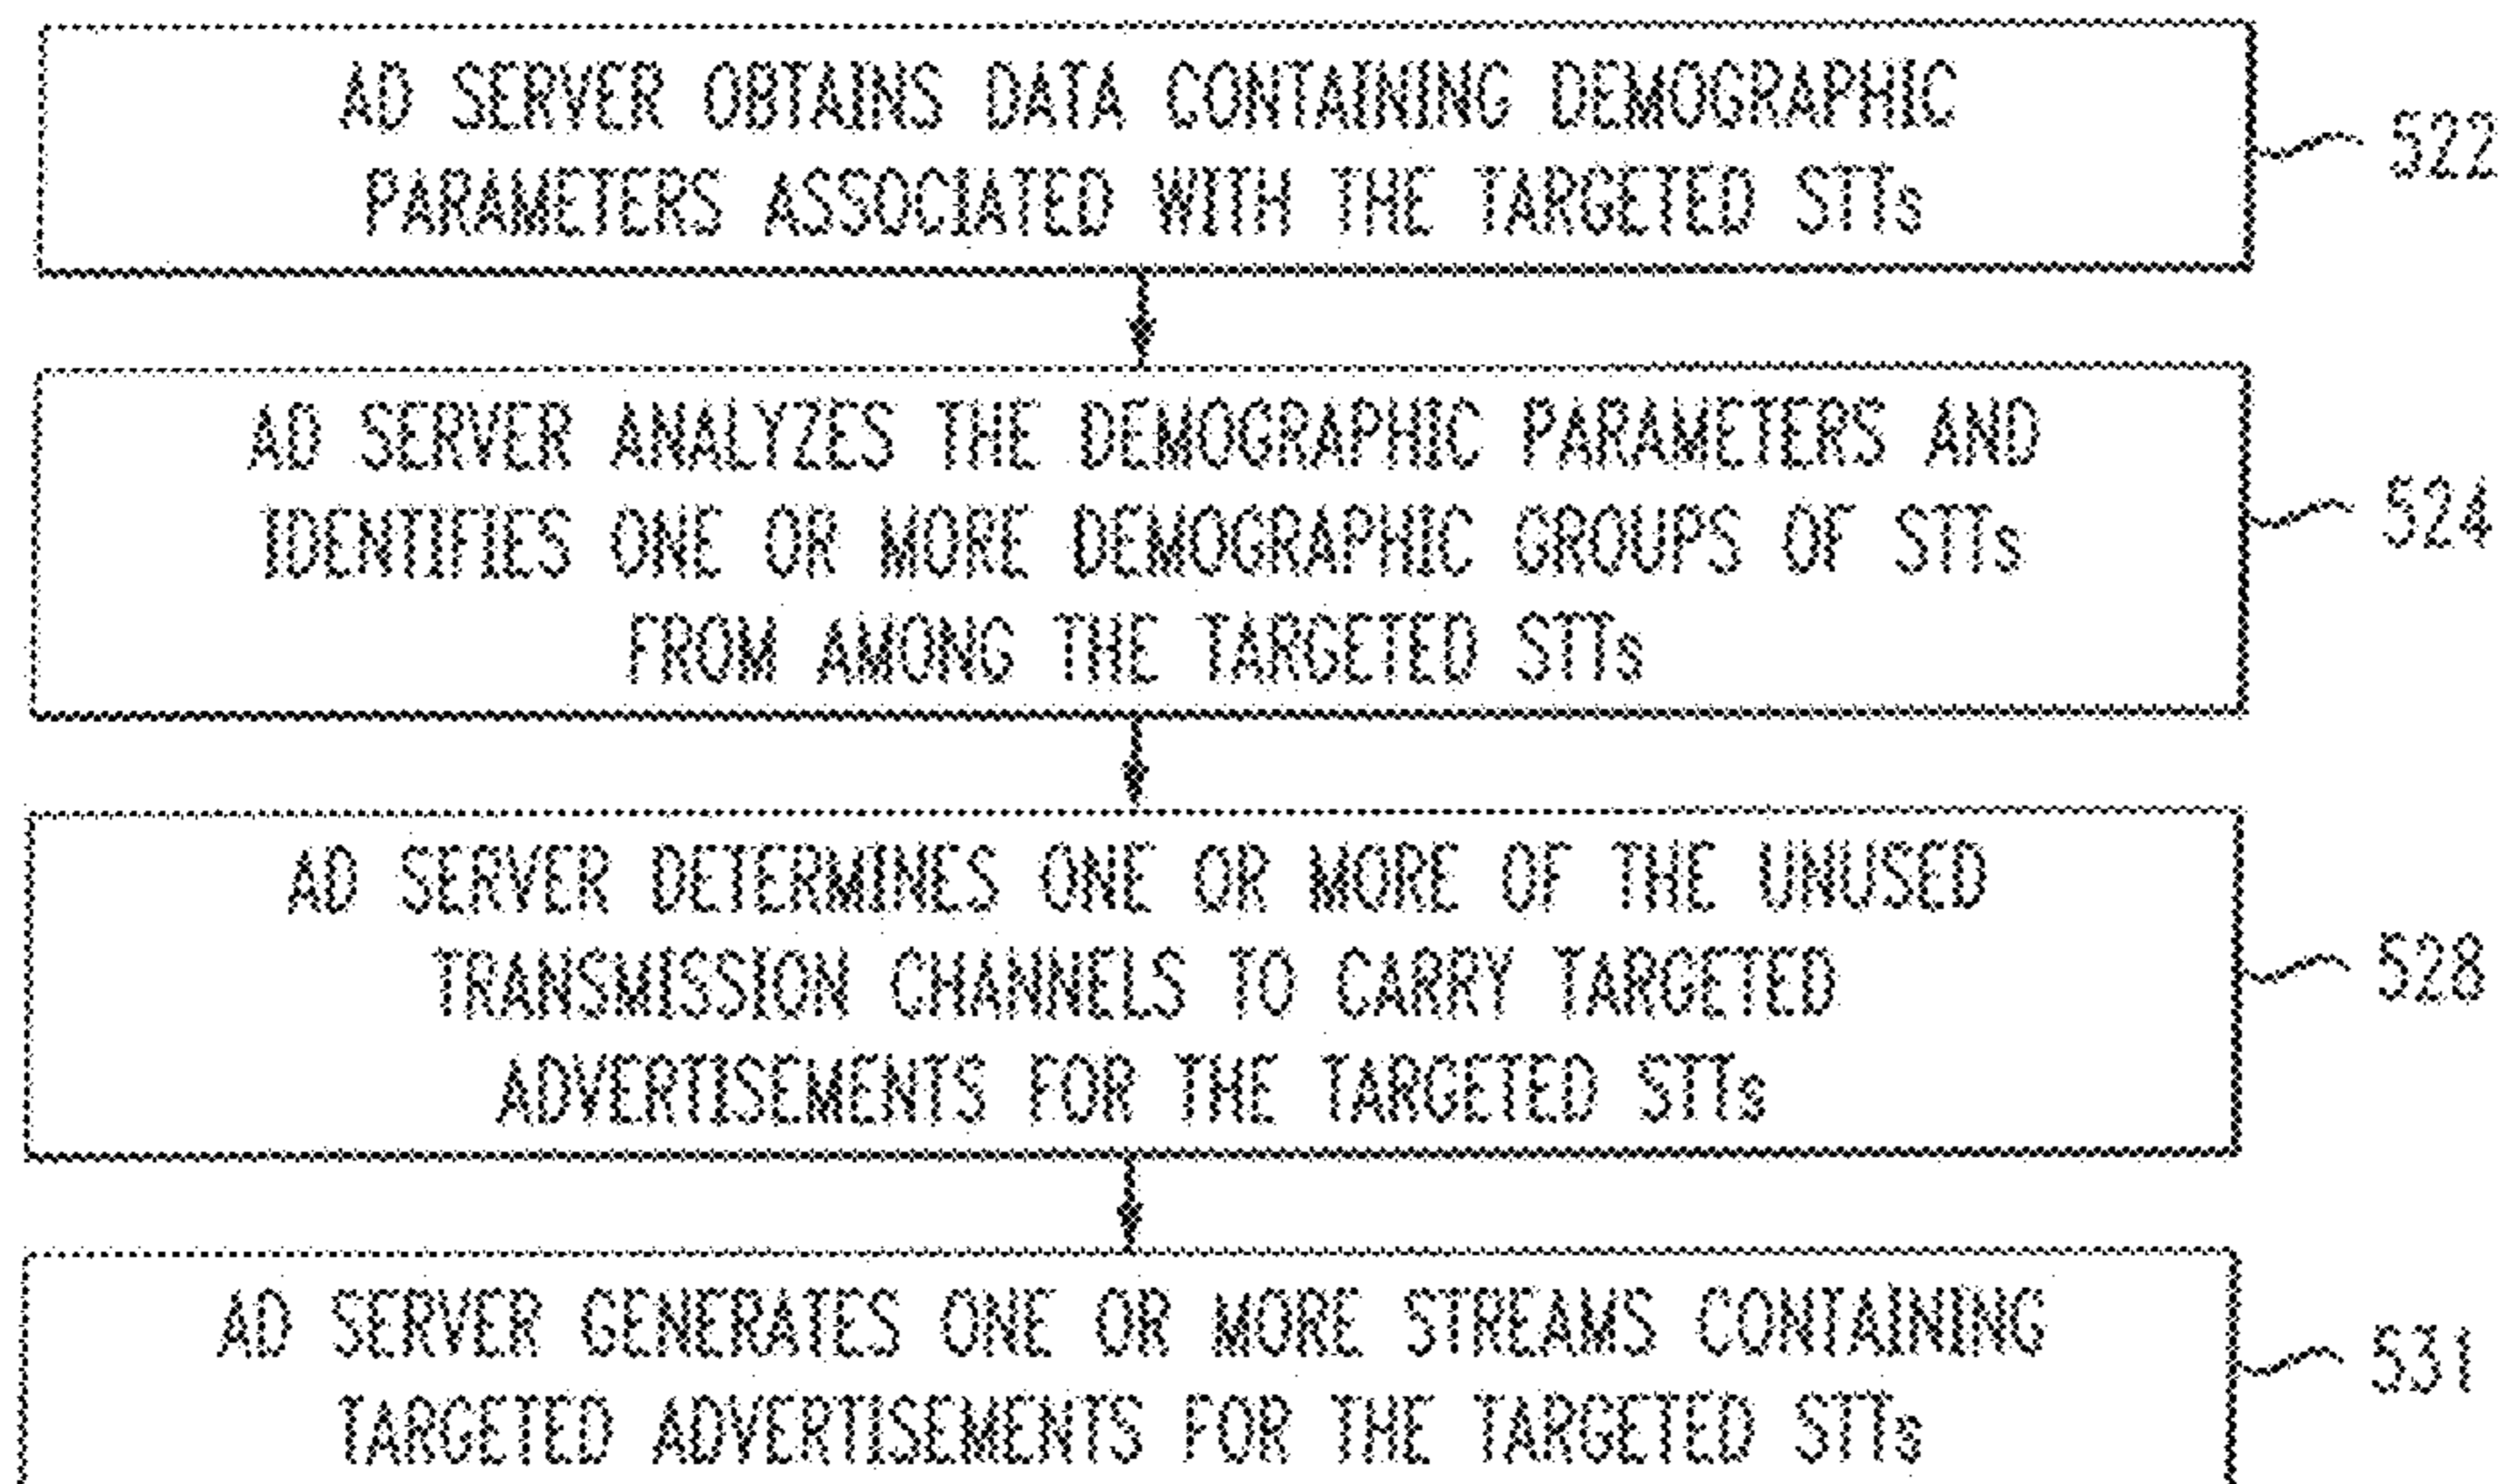 AD SERVER OBTAINS DATA CONTAINING DEMOGRAPHIC
PARAMETERS ASSOCIATED WITH THE TARGETED STTs
522
AD SERVER ANALYZES THE DEMOGRAPHIC PARAMETERS AND
IDENTIFIES ONE OR MORE DEMOGRAPHIC GROUPS OF STTs
FROM AMONG THE TARGETED STTs
524
AD SERVER DETERMINES ONE OR MORE OF THE UNUSED
TRANSMISSION CHANNELS TO CARRY TARGETED
ADVERTISEMENTS FOR THE TARGETED STTs
528
AD SERVER GENERATES ONE OR MORE STREAMS CONTAINING
TARGETED ADVERTISEMENTS FOR THE TARGETED STTs
531